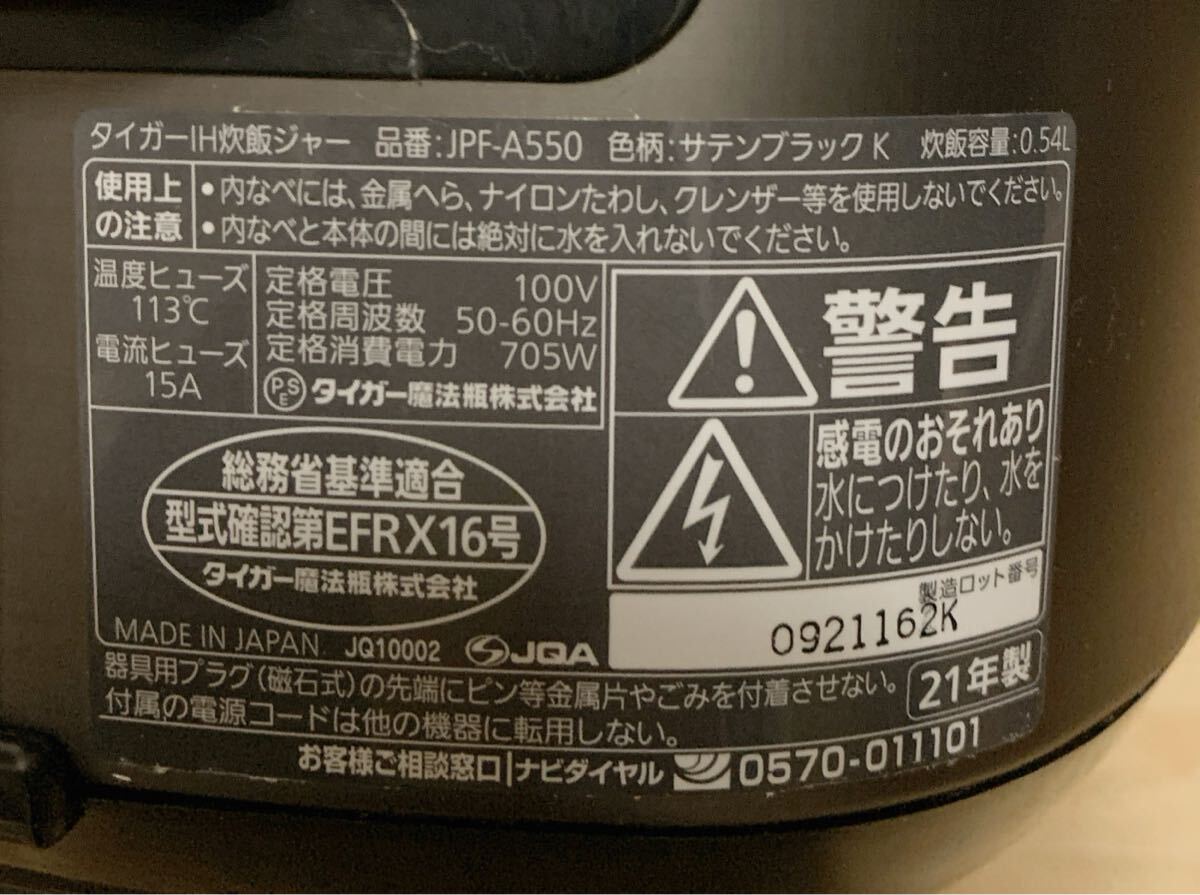 タイガーIH炊飯ジャー 品番:JPF-A550 色柄:サテンブラック K 炊飯容量:0.54L
使用上の注意
•内なべには、金属へら、ナイロンたわし、クレンザー等を使用しないでください。
•内なべと本体の間には絶対に水を入れないでください。
温度ヒューズ
113℃
電流ヒューズ
15A
定格電圧 100V
定格周波数 50-60Hz
定格消費電力 705W
PSE タイガー魔法瓶株式会社
警告
感電のおそれあり
水につけたり、水を
かけたりしない。
総務省基準適合
型式確認第EFRX16号
タイガー魔法瓶株式会社
製造ロット番号
0921162K
MADE IN JAPAN. JQ10002 JQA
器具用プラグ(磁石式)の先端にピン等金属片やごみを付着させない。
付属の電源コードは他の機器に転用しない。
21年製
お客様ご相談窓口|ナビダイヤル 0570-011101